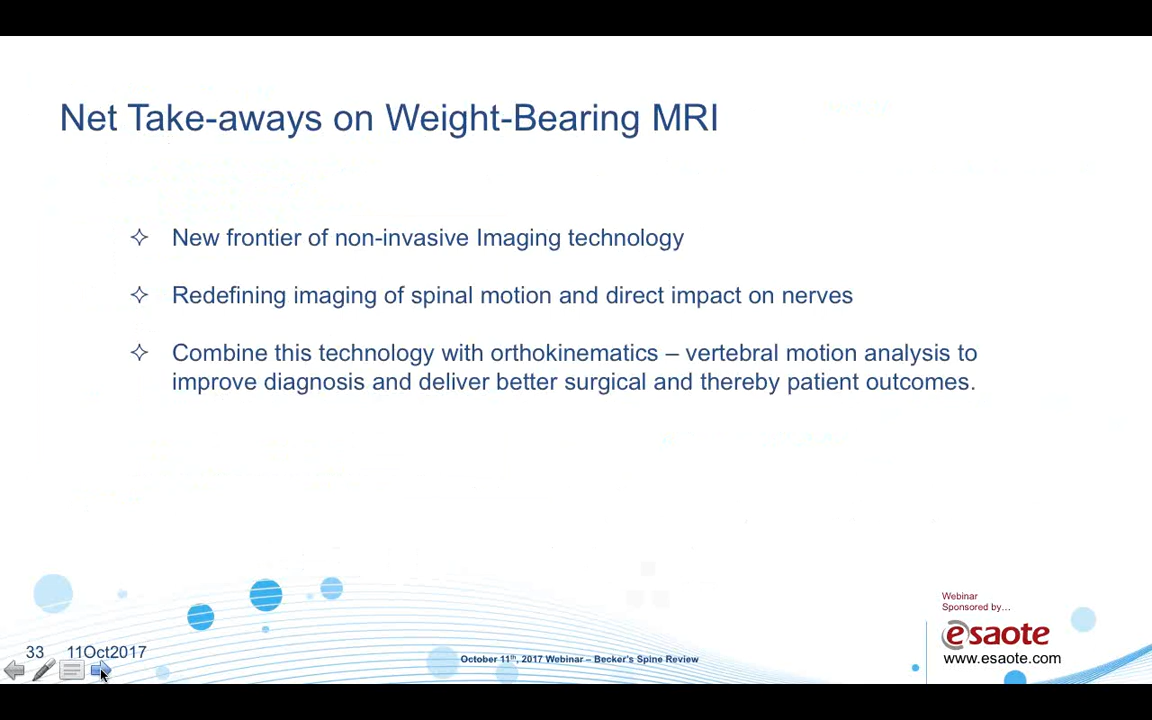 Net Take-aways on Weight-Bearing MRI
New frontier of non-invasive Imaging technology
Redefining imaging of spinal motion and direct impact on nerves
Combine this technology with orthokinematics – vertebral motion analysis to
improve diagnosis and deliver better surgical and thereby patient outcomes.
Webinar
Sponsored by…
esaote
www.esaote.com
33 11Oct2017
October 11th, 2017 Webinar – Becker's Spine Review